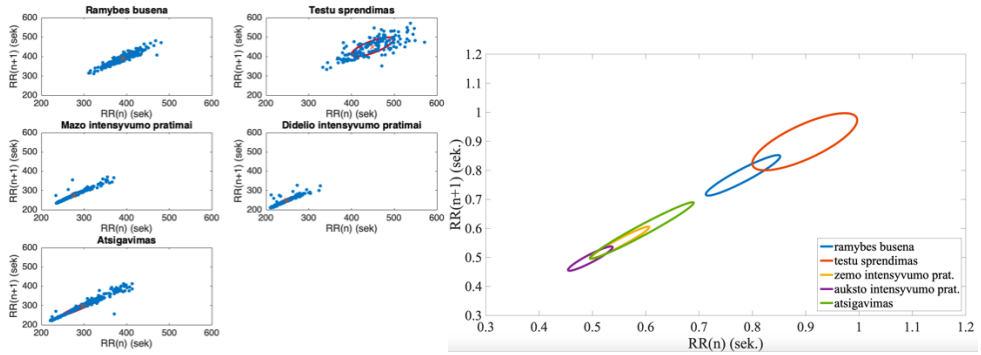 Ramybes busena
RR(n+1) (sek)
600
500
400
300
200
200 300 400 500 600
RR(n) (sek)
Testu sprendimas
RR(n+1) (sek)
600
500
400
300
200
200 300 400 500 600
RR(n) (sek)
Mazo intensyvumo pratimai
RR(n+1) (sek)
600
500
400
300
200
200 300 400 500 600
RR(n) (sek)
Didelio intensyvumo pratimai
RR(n+1) (sek)
600
500
400
300
200
200 300 400 500 600
RR(n) (sek)
Atsigavimas
RR(n+1) (sek)
600
500
400
300
200
200 300 400 500 600
RR(n) (sek)
RR(n+1) (sek.)
1.2
1.1
1
0.9
0.8
0.7
0.6
0.5
0.4
0.3
0.3 0.4 0.5 0.6 0.7 0.8 0.9 1 1.1 1.2
RR(n) (sek.)
ramybes busena
testu sprendimas
zemo intensyvumo prat.
auksto intensyvumo prat.
atsigavimas